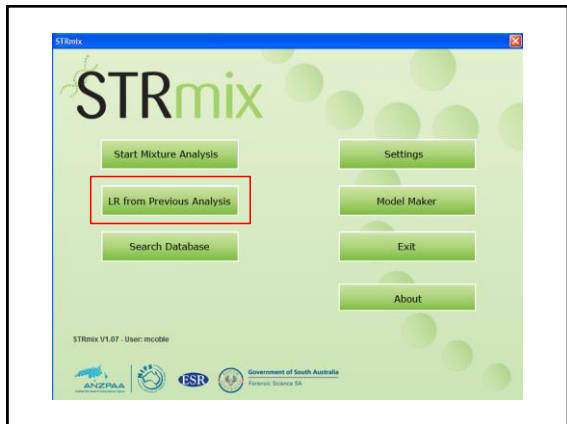 STRmix
STRmix
Start Mixture Analysis
Settings
LR from Previous Analysis
Model Maker
Search Database
Exit
About
STRmix V1.07 - User: mcoble
ANZPAA
NIFS
ESR
Government of South Australia
Forensic Science SA